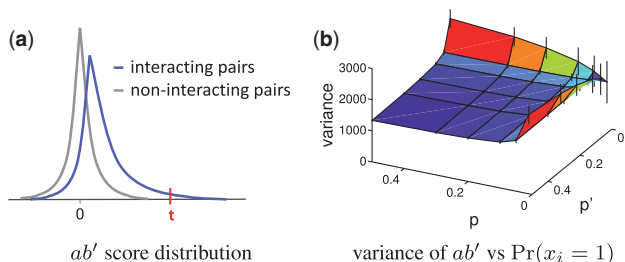 (a)
interacting pairs
non-interacting pairs
0
t
ab′ score distribution
(b)
3000
2000
1000
0
variance
0.4
0.2
0
p
0
0.2
0.4
p'
variance of ab′ vs Pr(x_i = 1)